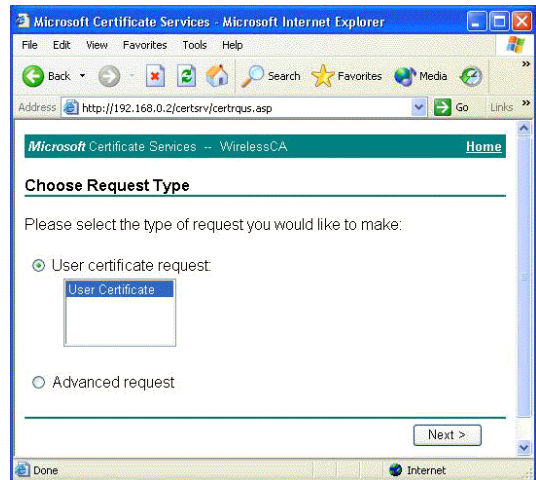 Microsoft Certificate Services - Microsoft Internet Explorer
File Edit View Favorites Tools Help
Back Search Favorites Media »
Address http://192.168.0.2/certsrv/certrqus.asp Go Links »
Microsoft Certificate Services -- WirelessCA Home
Choose Request Type
Please select the type of request you would like to make:
User certificate request:
User Certificate
Advanced request
Next >
Done Internet